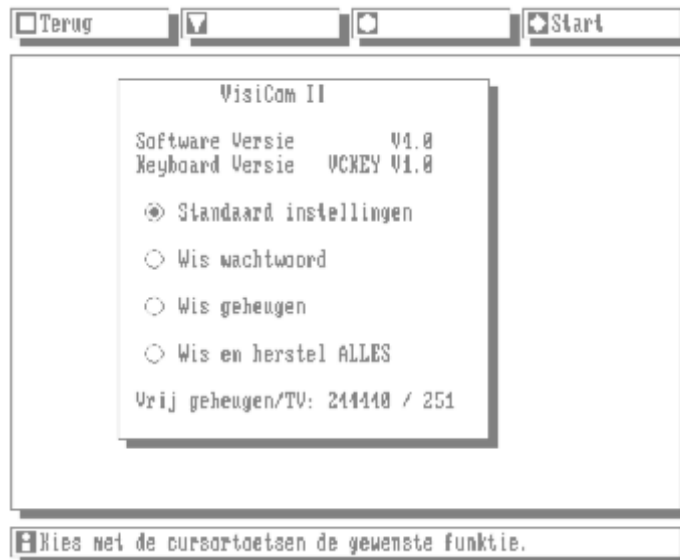 Terug
Start
VisiCom II
Software Versie V4.0
Keyboard Versie VCKEY V1.0
Standaard instellingen
Wis wachtwoord
Wis geheugen
Wis en herstel ALLES
Vrij geheugen/TV: 244440 / 251
Kies met de cursortoetsen de gewenste funktie.